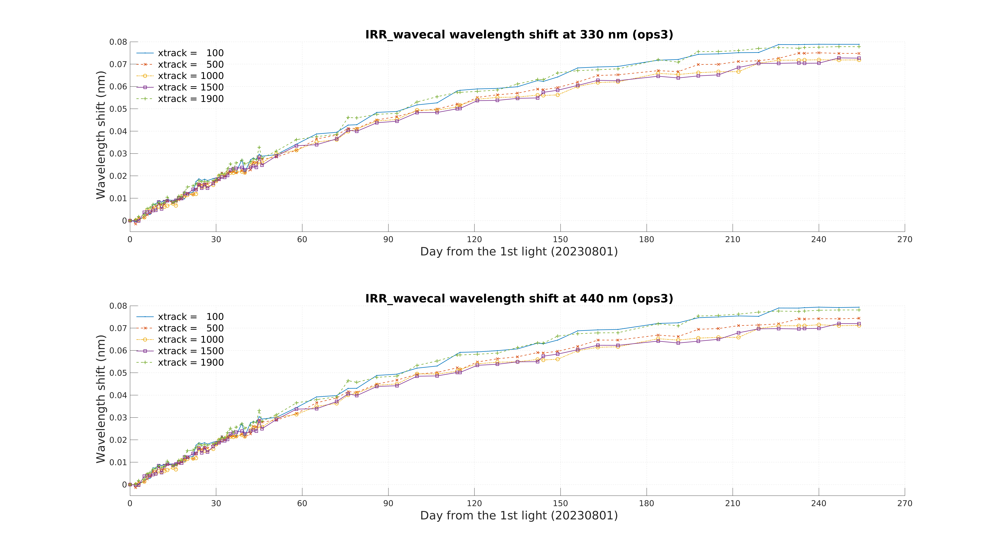 IRR_wavecal wavelength shift at 330 nm (ops3)
Wavelength shift (nm)
0.08
0.07
0.06
0.05
0.04
0.03
0.02
0.01
0
xtrack = 100
xtrack = 500
xtrack = 1000
xtrack = 1500
xtrack = 1900
0 30 60 90 120 150 180 210 240 270
Day from the 1st light (20230801)
IRR_wavecal wavelength shift at 440 nm (ops3)
Wavelength shift (nm)
0.08
0.07
0.06
0.05
0.04
0.03
0.02
0.01
0
xtrack = 100
xtrack = 500
xtrack = 1000
xtrack = 1500
xtrack = 1900
0 30 60 90 120 150 180 210 240 270
Day from the 1st light (20230801)